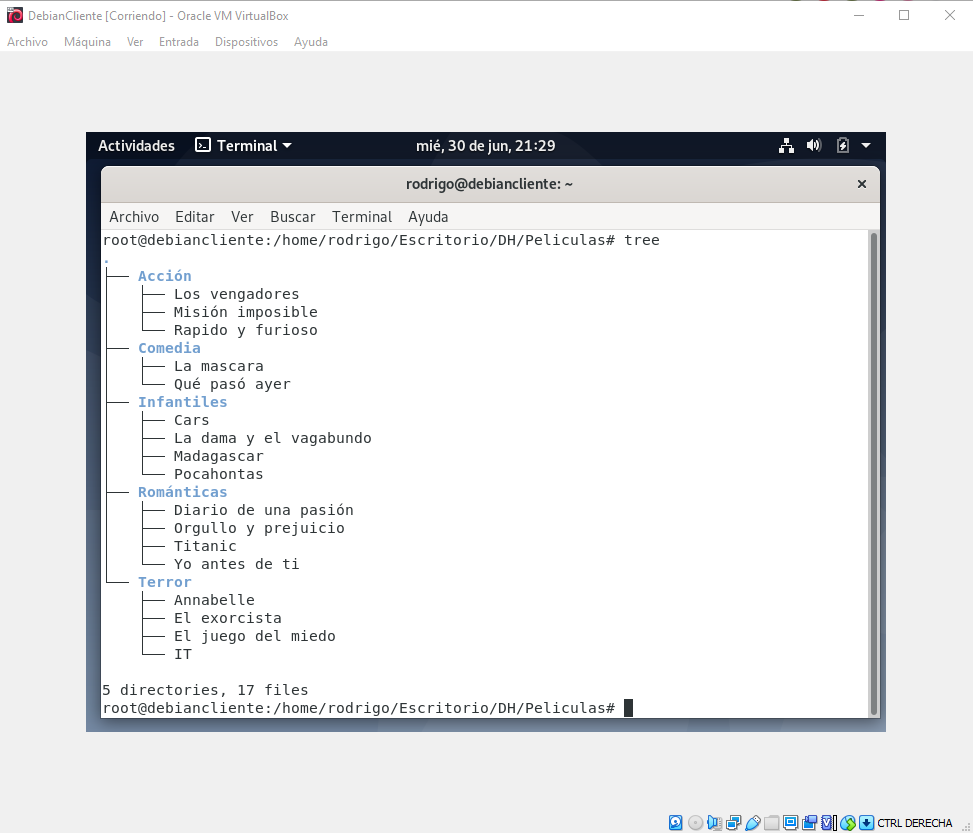 DebianCliente [Corriendo] - Oracle VM VirtualBox
Archivo Máquina Ver Entrada Dispositivos Ayuda
Actividades Terminal mié, 30 de jun, 21:29
rodrigo@debiancliente: ~
Archivo Editar Ver Buscar Terminal Ayuda
root@debiancliente:/home/rodrigo/Escritorio/DH/Peliculas# tree
.
├── Acción
│   ├── Los vengadores
│   ├── Misión imposible
│   └── Rapido y furioso
├── Comedia
│   ├── La mascara
│   └── Qué pasó ayer
├── Infantiles
│   ├── Cars
│   ├── La dama y el vagabundo
│   ├── Madagascar
│   └── Pocahontas
├── Románticas
│   ├── Diario de una pasión
│   ├── Orgullo y prejuicio
│   ├── Titanic
│   └── Yo antes de ti
└── Terror
    ├── Annabelle
    ├── El exorcista
    ├── El juego del miedo
    └── IT
5 directories, 17 files
root@debiancliente:/home/rodrigo/Escritorio/DH/Peliculas#
CTRL DERECHA